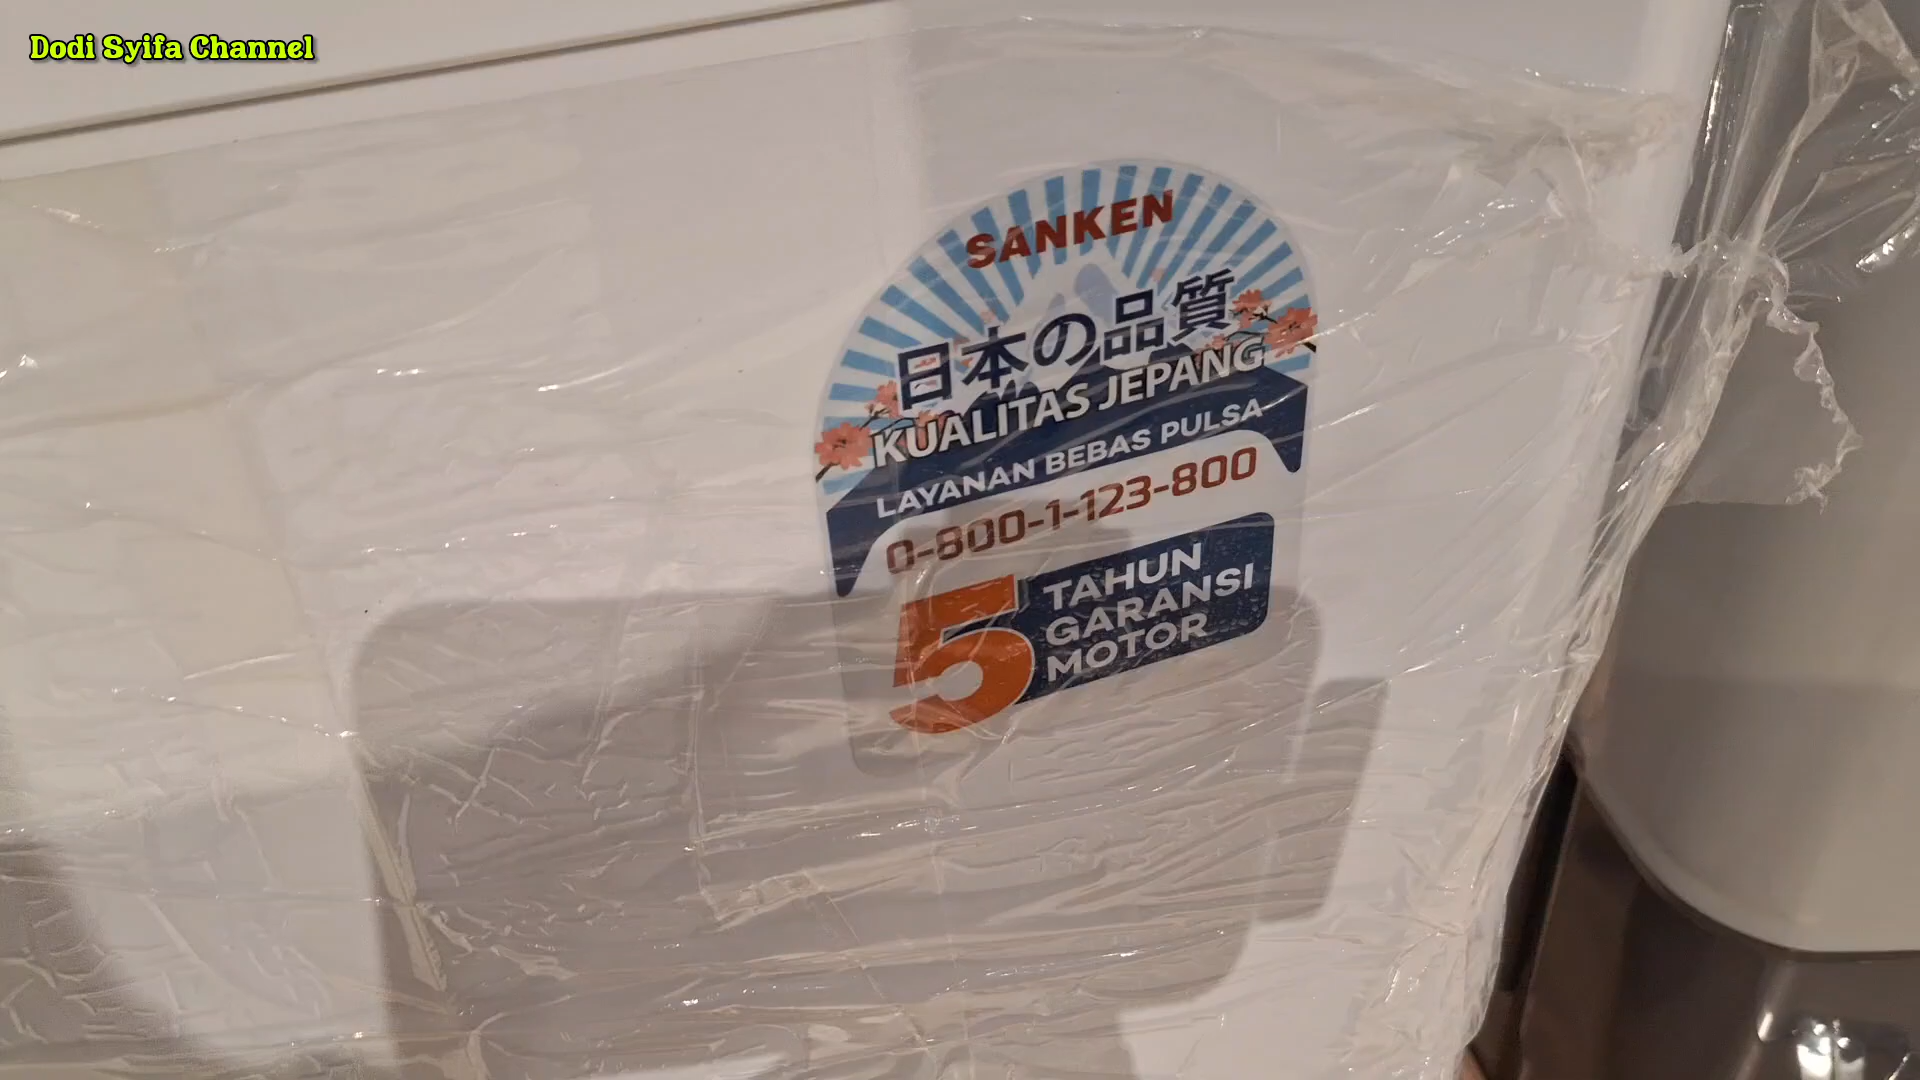 Dodi Syifa Channel
SANKEN
日本の品質
KUALITAS JEPANG
LAYANAN BEBAS PULSA
0-800-1-123-800
5 TAHUN
GARANSI
MOTOR